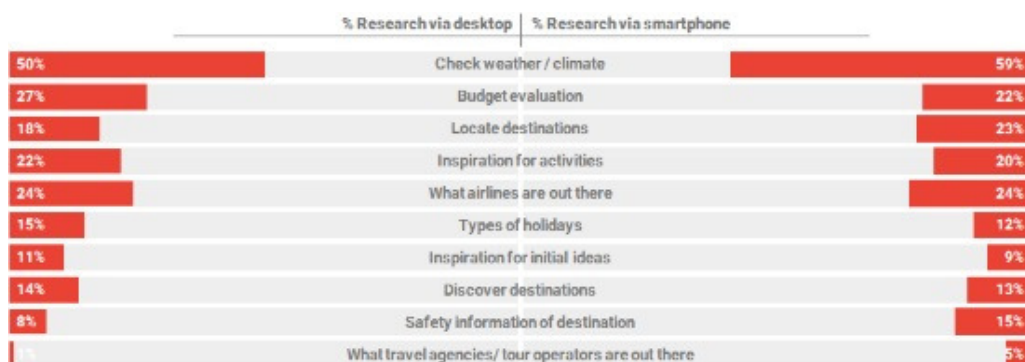 % Research via desktop % Research via smartphone
50% Check weather / climate 59%
27% Budget evaluation 22%
18% Locate destinations 23%
22% Inspiration for activities 20%
24% What airlines are out there 24%
15% Types of holidays 12%
11% Inspiration for initial ideas 9%
14% Discover destinations 13%
8% Safety information of destination 15%
1% What travel agencies/ tour operators are out there 5%